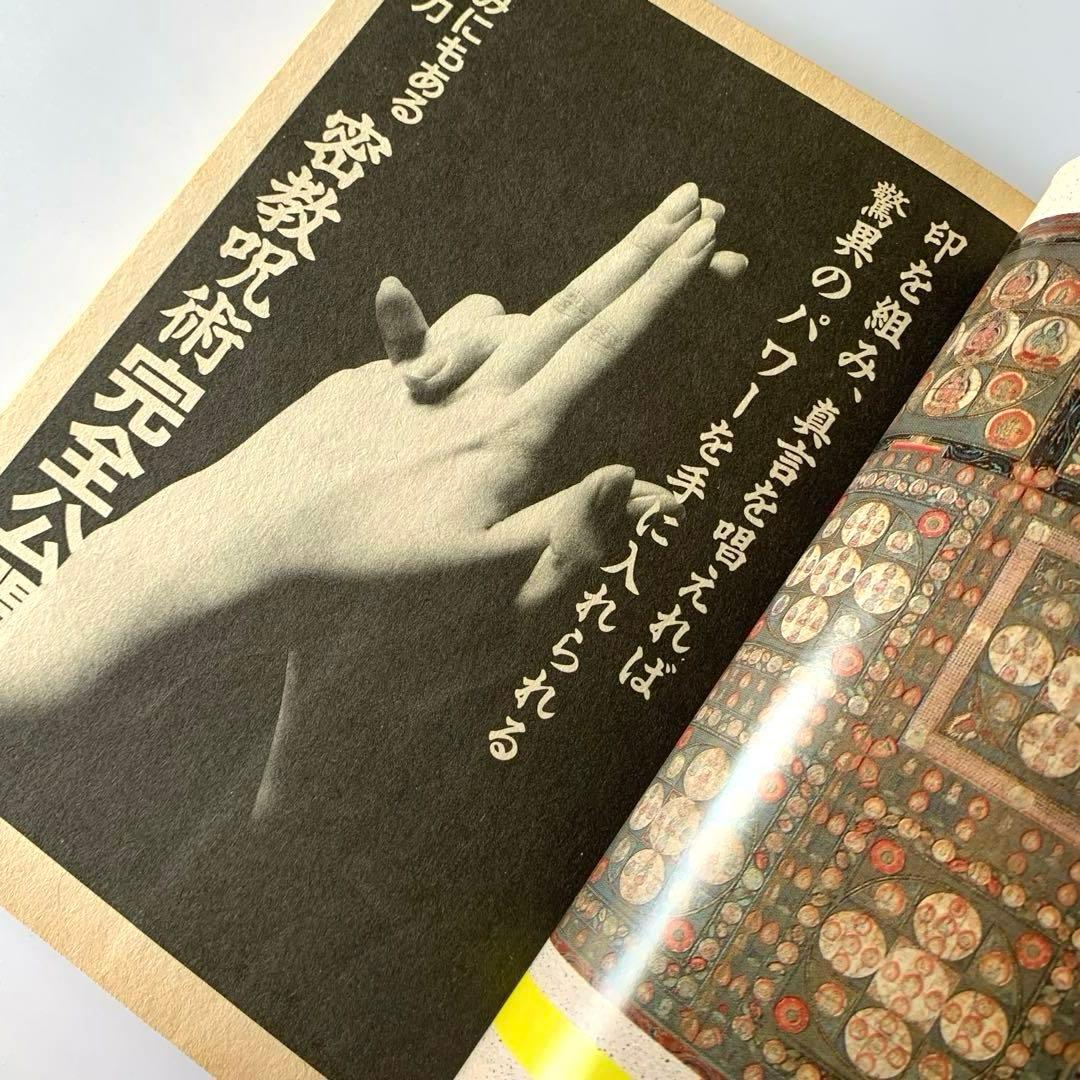 印を組み、真言を唱えれば
驚異のパワーを手に入れられる
みにもある
密教呪術完全公